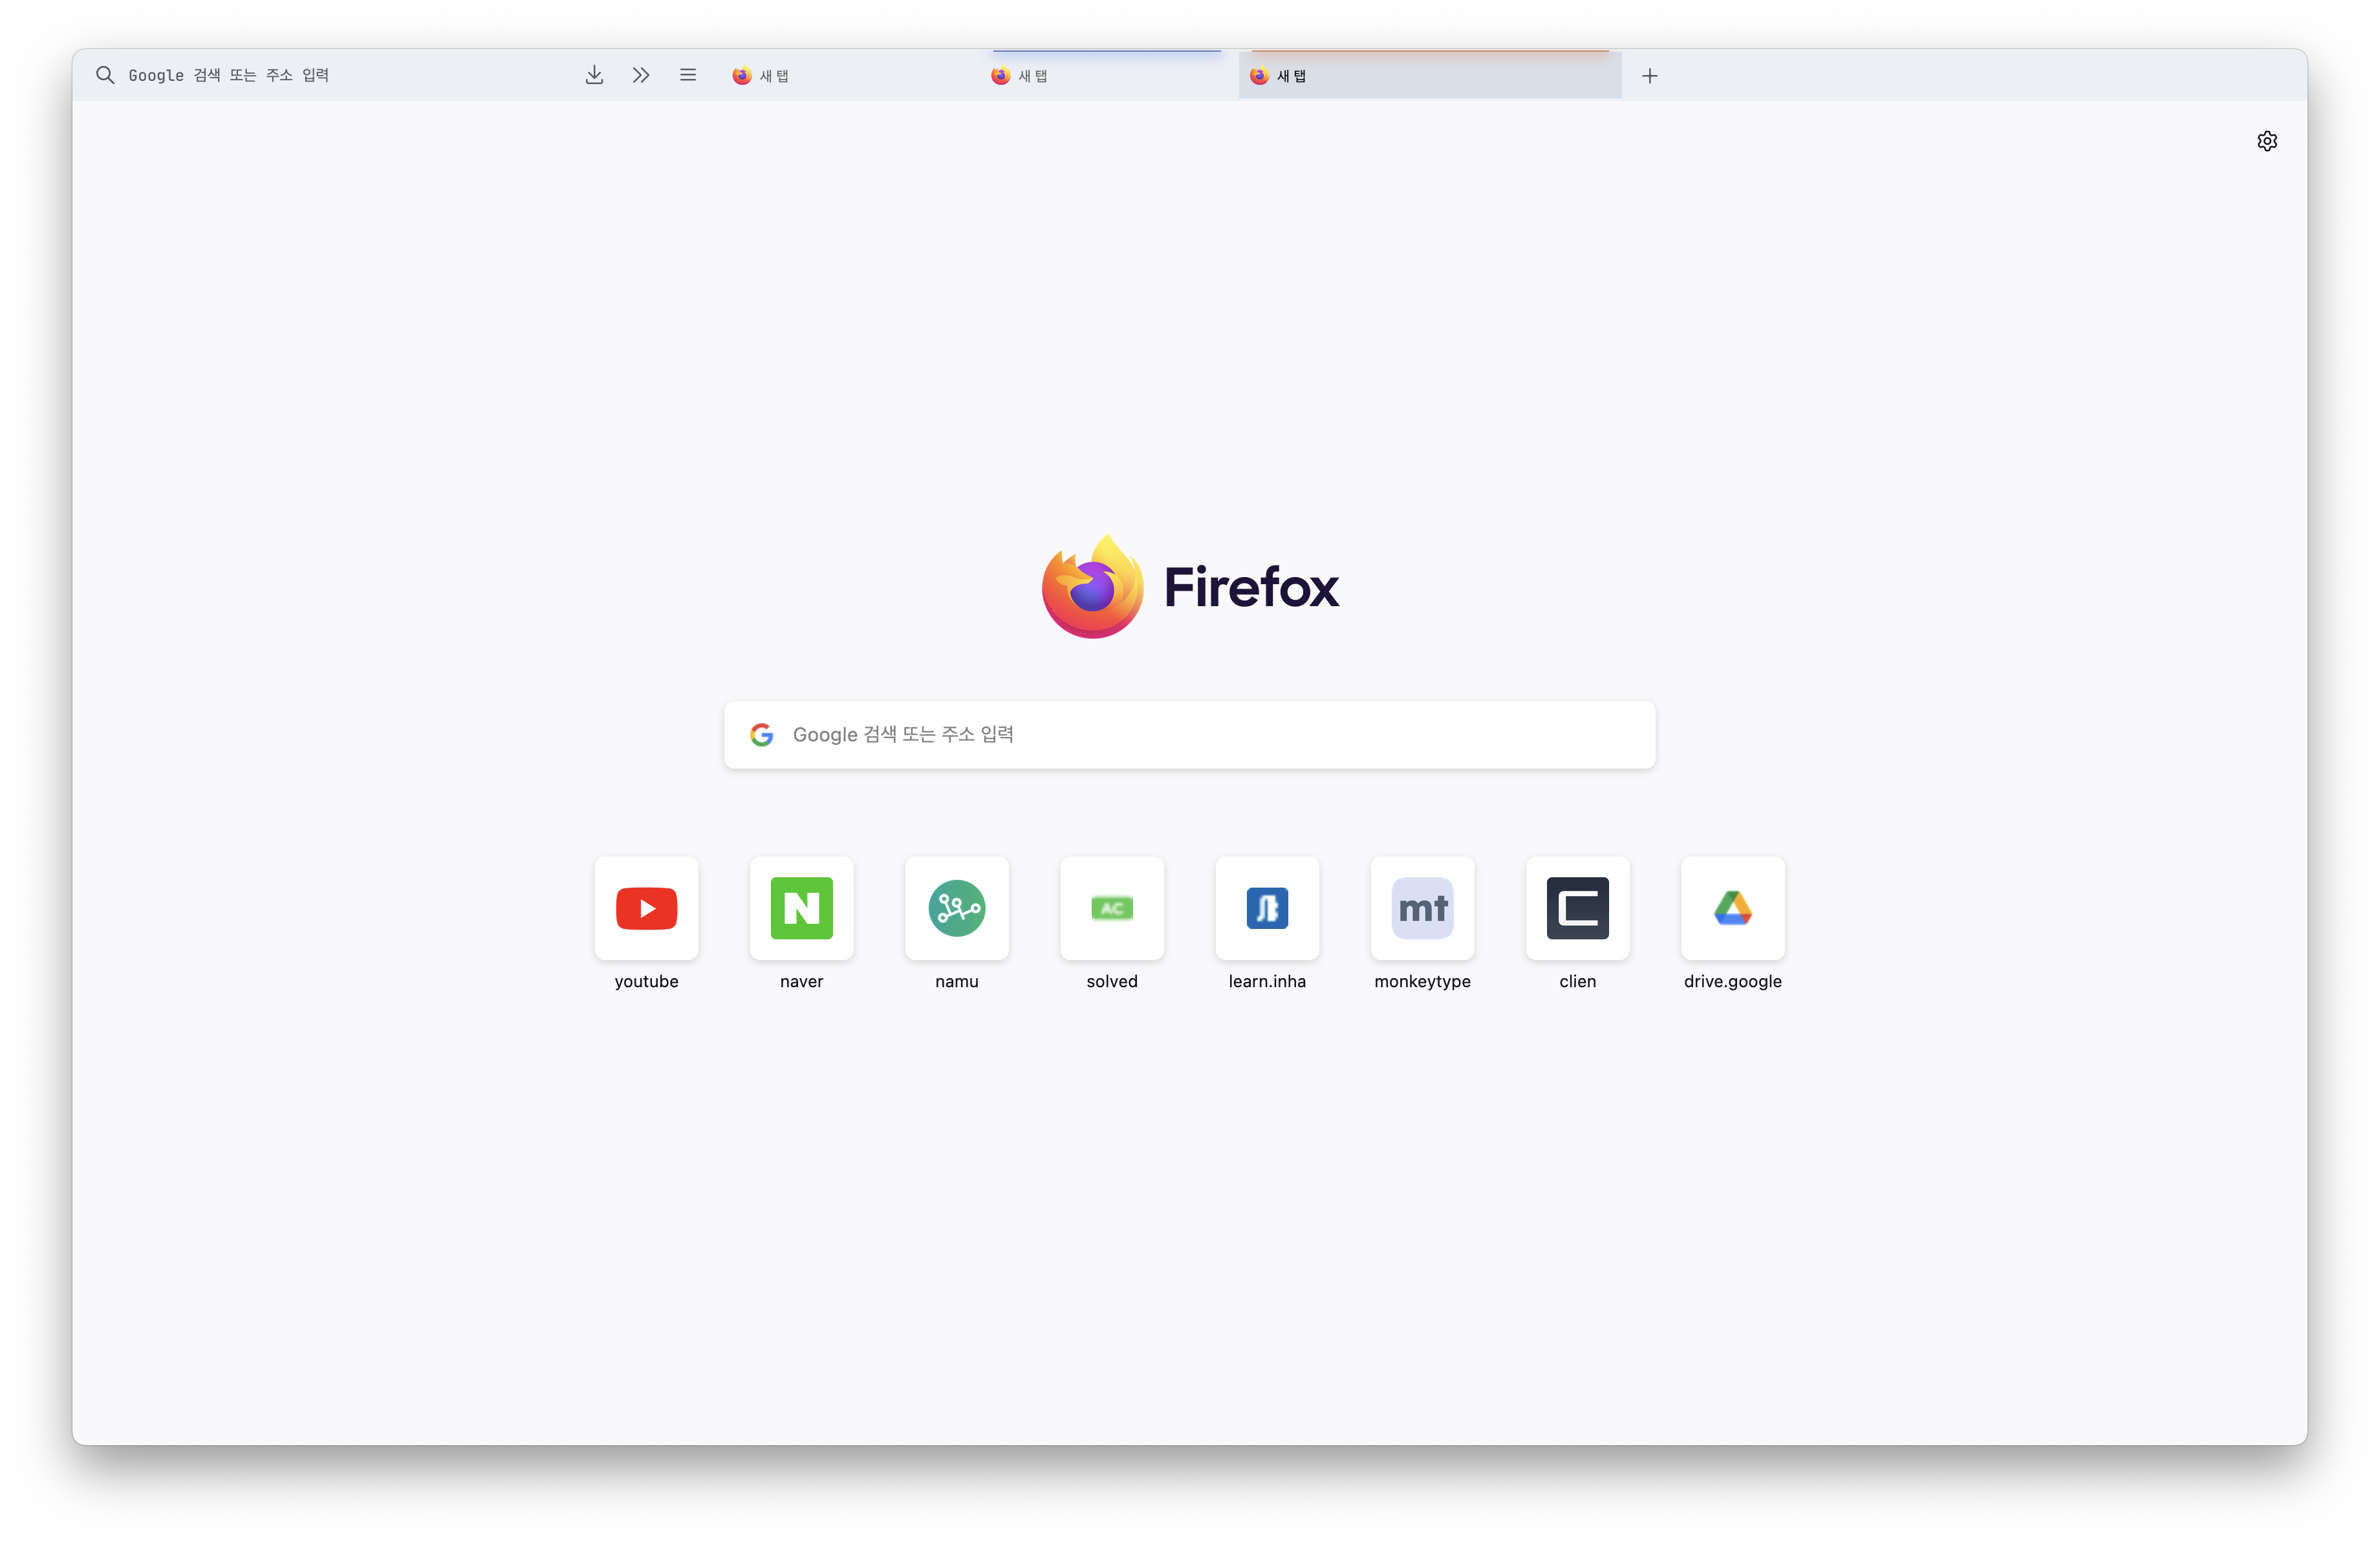 Google 검색 또는 주소 입력
새 탭
새 탭
새 탭
Firefox
Google 검색 또는 주소 입력
N
AC
mt
C
youtube
naver
namu
solved
learn.inha
monkeytype
clien
drive.google